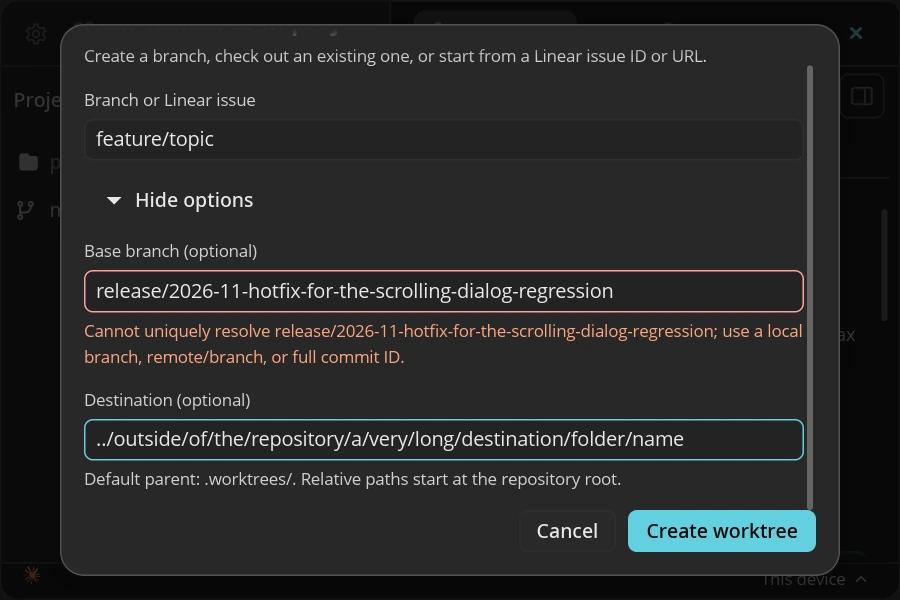 Create a branch, check out an existing one, or start from a Linear issue ID or URL.
Branch or Linear issue
feature/topic
Hide options
Base branch (optional)
release/2026-11-hotfix-for-the-scrolling-dialog-regression
Cannot uniquely resolve release/2026-11-hotfix-for-the-scrolling-dialog-regression; use a local
branch, remote/branch, or full commit ID.
Destination (optional)
../outside/of/the/repository/a/very/long/destination/folder/name
Default parent: .worktrees/. Relative paths start at the repository root.
Cancel
Create worktree
This device